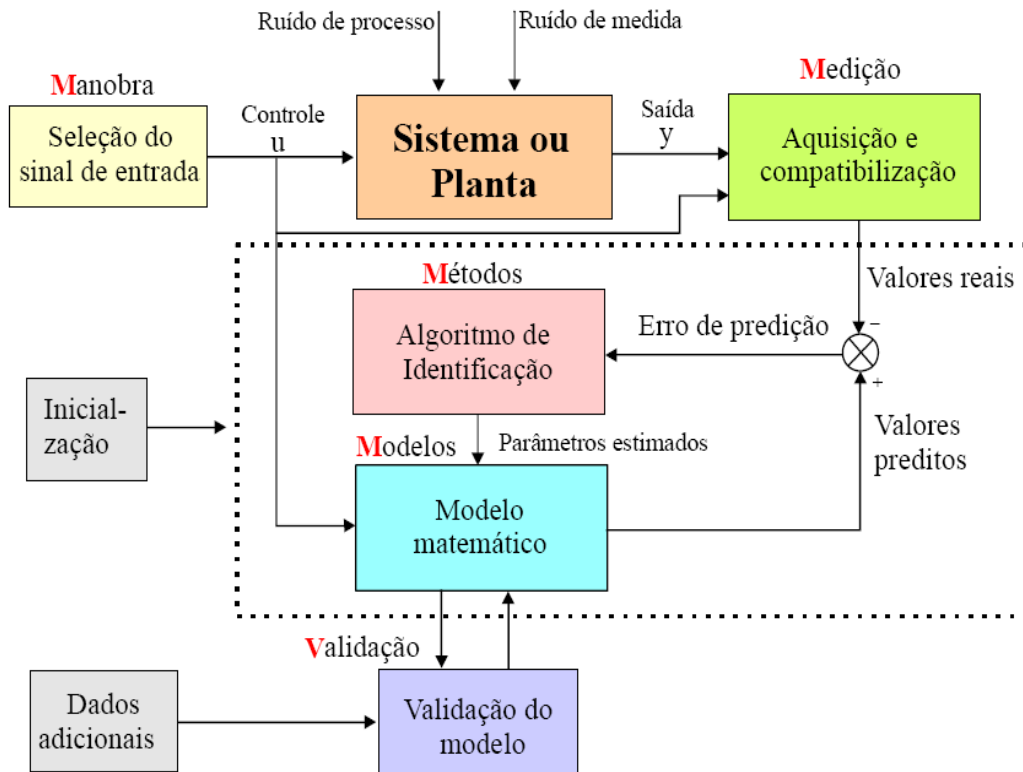 Ruído de processo
Ruído de medida
Manobra
Medição
Seleção do
sinal de entrada
Controle
u
Sistema ou
Planta
Saída
y
Aquisição e
compatibilização
Métodos
Valores reais
Algoritmo de
Identificação
Erro de predição
−
+
Inicial-
zação
Modelos
Parâmetros estimados
Valores
preditos
Modelo
matemático
Validação
Dados
adicionais
Validação do
modelo